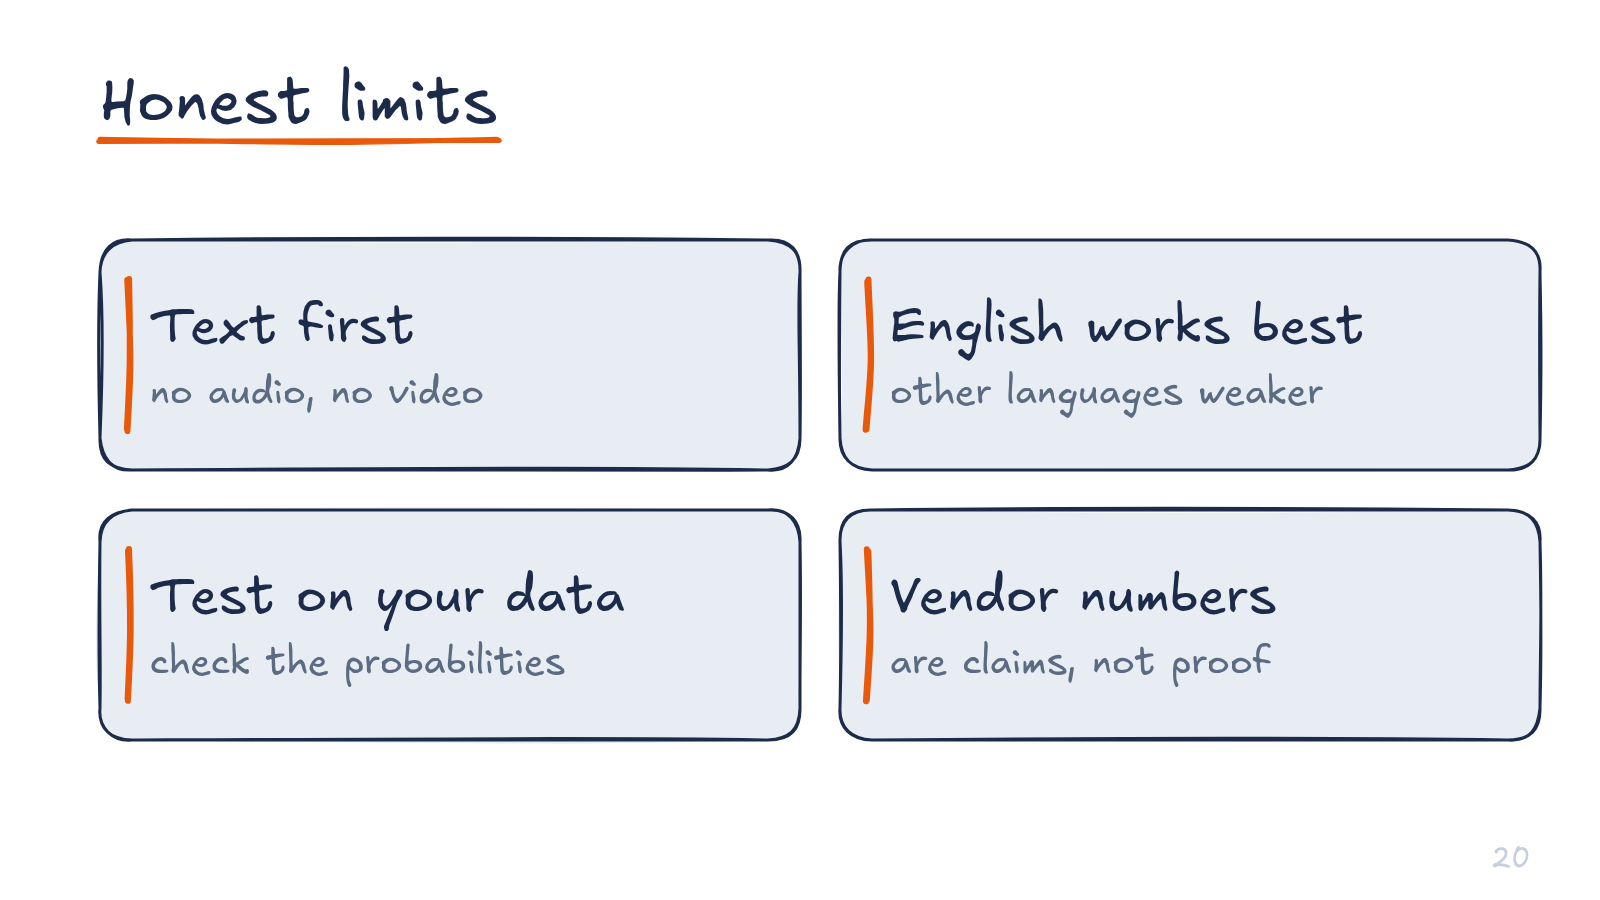 Honest limits
Text first
no audio, no video
English works best
other languages weaker
Test on your data
check the probabilities
Vendor numbers
are claims, not proof
20